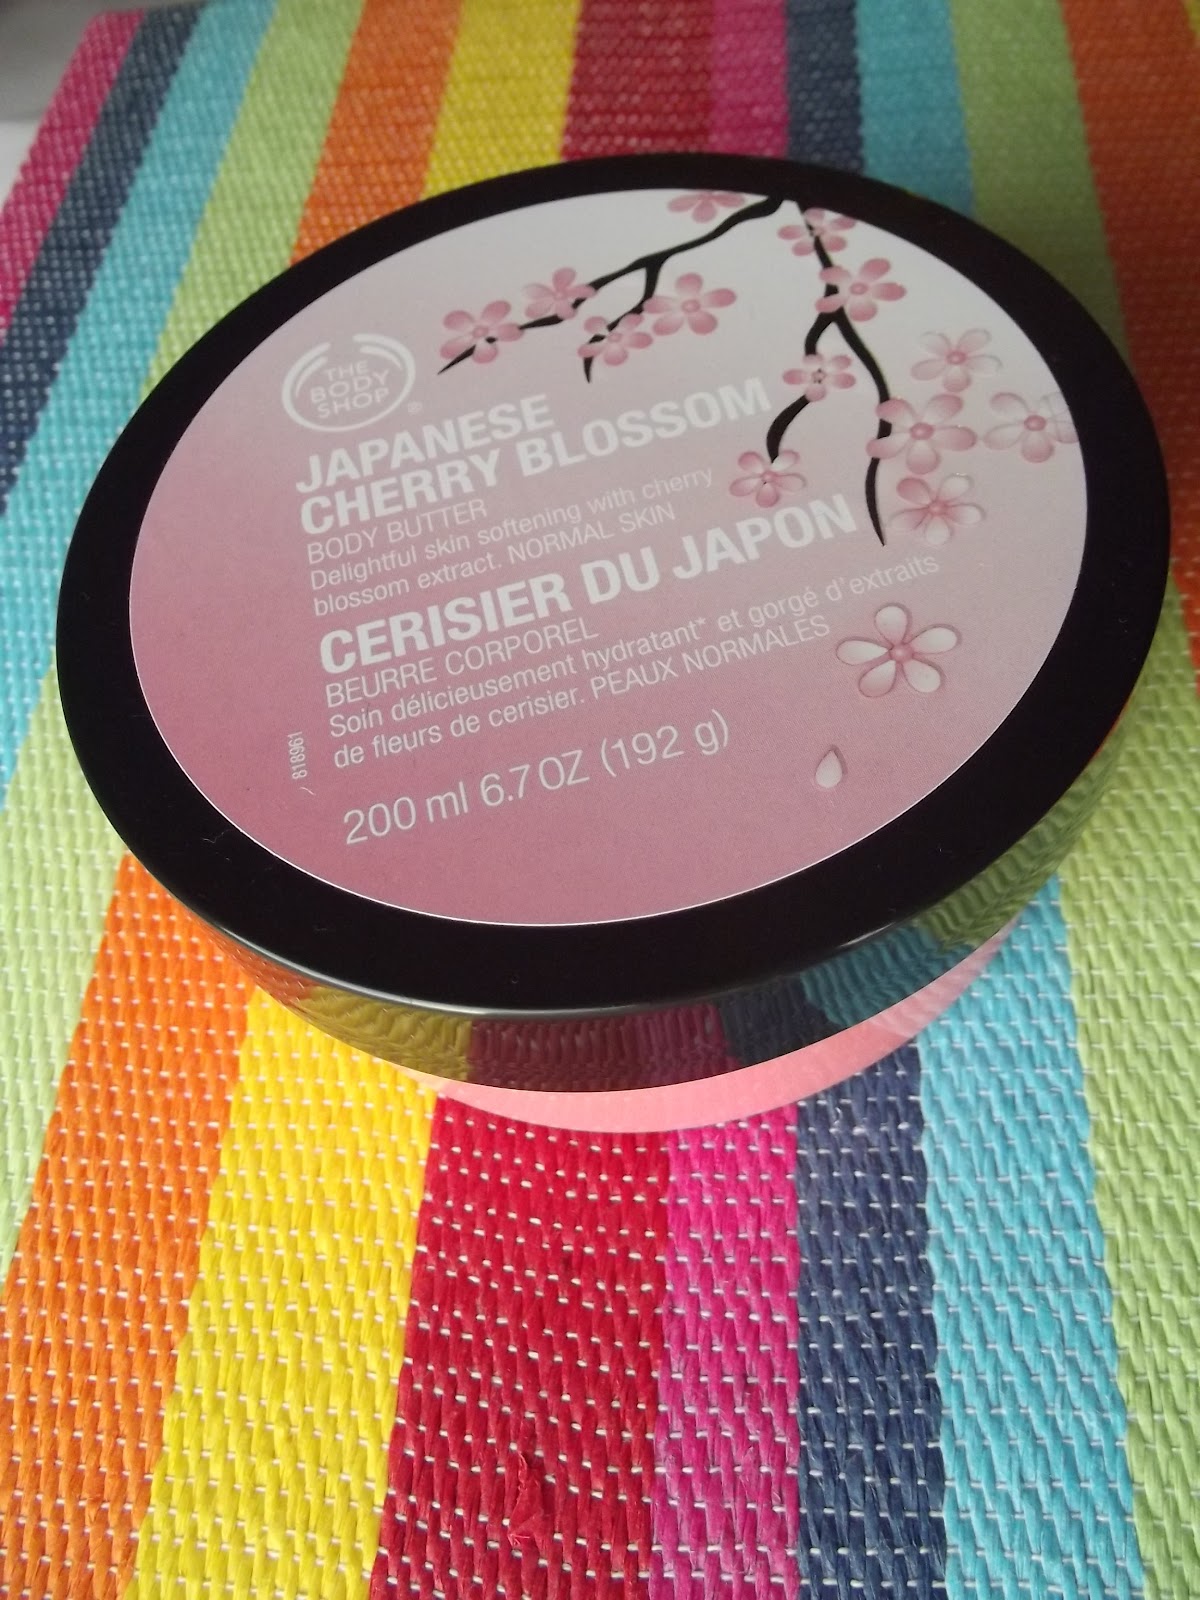 THE
BODY
SHOP®
JAPANESE
CHERRY BLOSSOM
BODY BUTTER
Delightful skin softening with cherry
blossom extract. NORMAL SKIN
CERISIER DU JAPON
BEURRE CORPOREL
Soin délicieusement hydratant* et gorgé d'extraits
de fleurs de cerisier. PEAUX NORMALES
200 ml 6.7 OZ (192 g)
818961